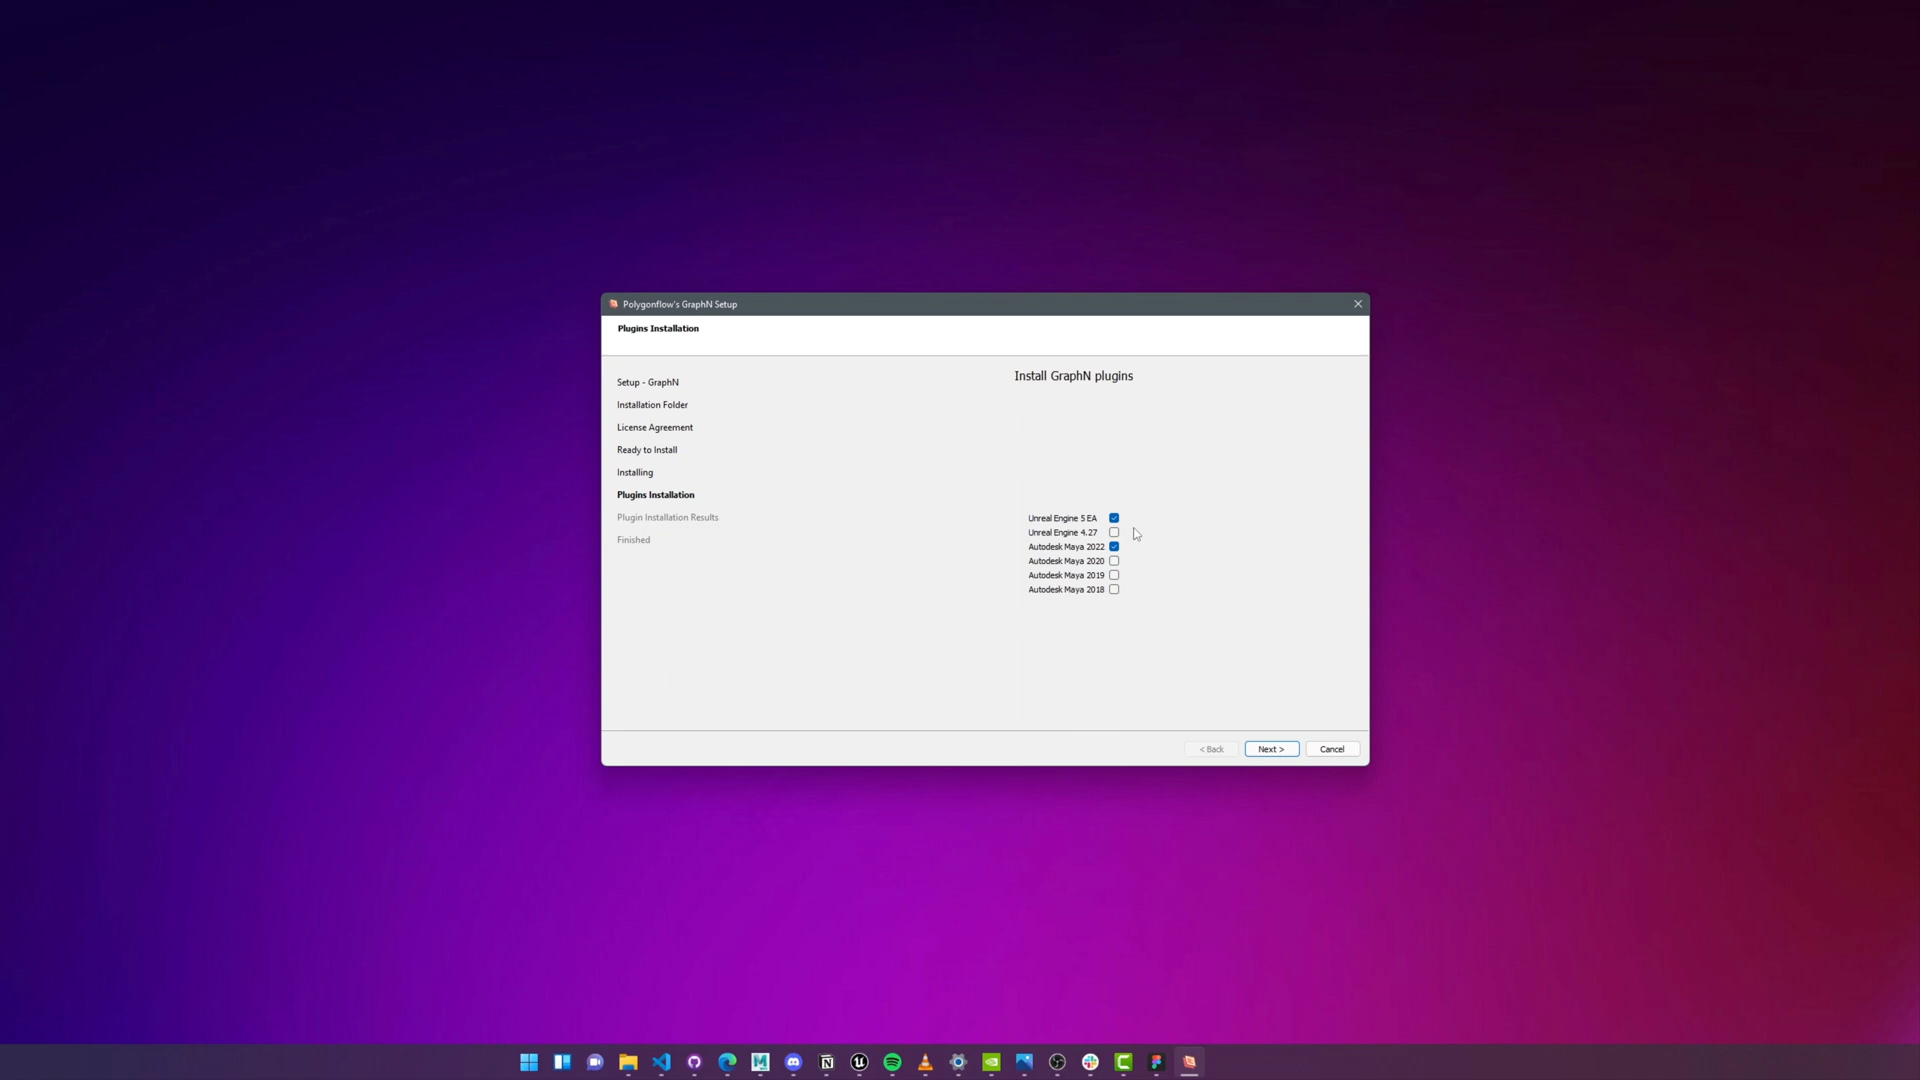 Polygonflow's GraphN Setup
Plugins Installation
Setup - GraphN
Installation Folder
License Agreement
Ready to Install
Installing
Plugins Installation
Plugin Installation Results
Finished
Install GraphN plugins
Unreal Engine 5 EA
Unreal Engine 4.27
Autodesk Maya 2022
Autodesk Maya 2020
Autodesk Maya 2019
Autodesk Maya 2018
< Back
Next >
Cancel